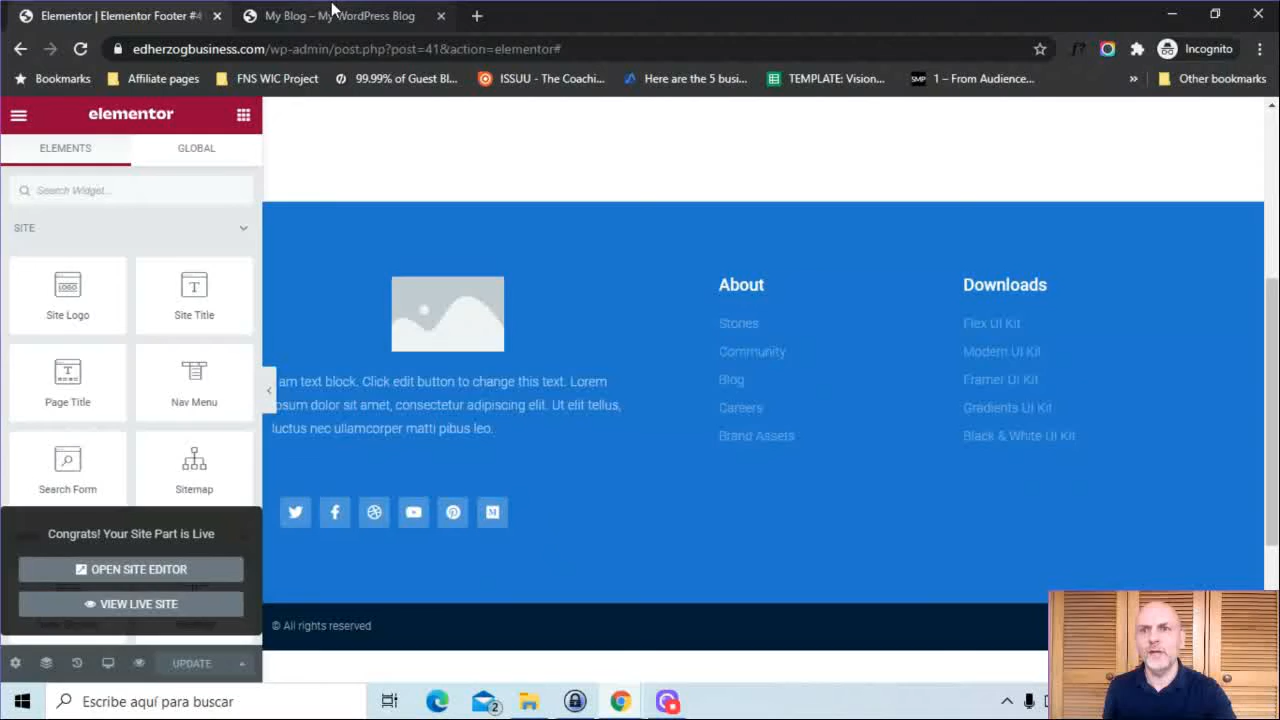 Elementor | Elementor Footer #4
My Blog – My WordPress Blog
edherzogbusiness.com/wp-admin/post.php?post=41&action=elementor#
Incognito
Bookmarks
Affiliate pages
FNS WIC Project
99.99% of Guest Bl...
ISSUU - The Coachi...
Here are the 5 busi...
TEMPLATE: Vision...
SMP
1 – From Audience...
»
Other bookmarks
elementor
ELEMENTS
GLOBAL
Search Widget...
SITE
LOGO
Site Logo
T
Site Title
T
Page Title
Nav Menu
Search Form
Sitemap
Congrats! Your Site Part is Live
OPEN SITE EDITOR
VIEW LIVE SITE
UPDATE
am text block. Click edit button to change this text. Lorem
ipsum dolor sit amet, consectetur adipiscing elit. Ut elit tellus,
luctus nec ullamcorper matti pibus leo.
About
Stories
Community
Blog
Careers
Brand Assets
Downloads
Flex UI Kit
Modern UI Kit
Framer UI Kit
Gradients UI Kit
Black & White UI Kit
© All rights reserved
Escribe aquí para buscar
2